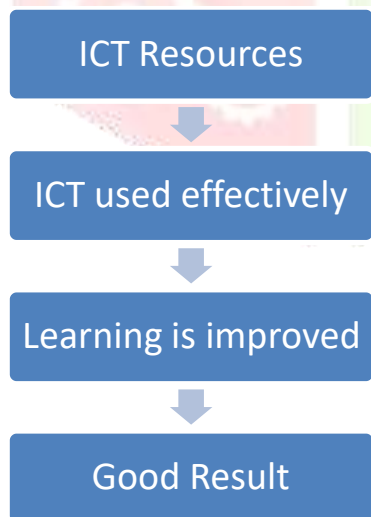 ICT Resources
ICT used effectively
Learning is improved
Good Result